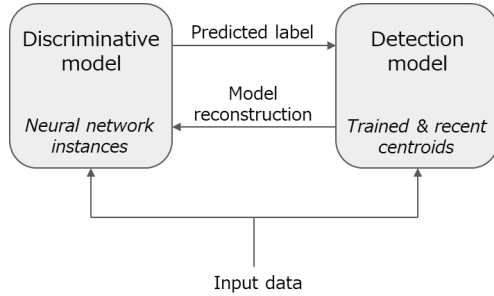 Discriminative
model
Neural network
instances
Predicted label
Model
reconstruction
Detection
model
Trained & recent
centroids
Input data